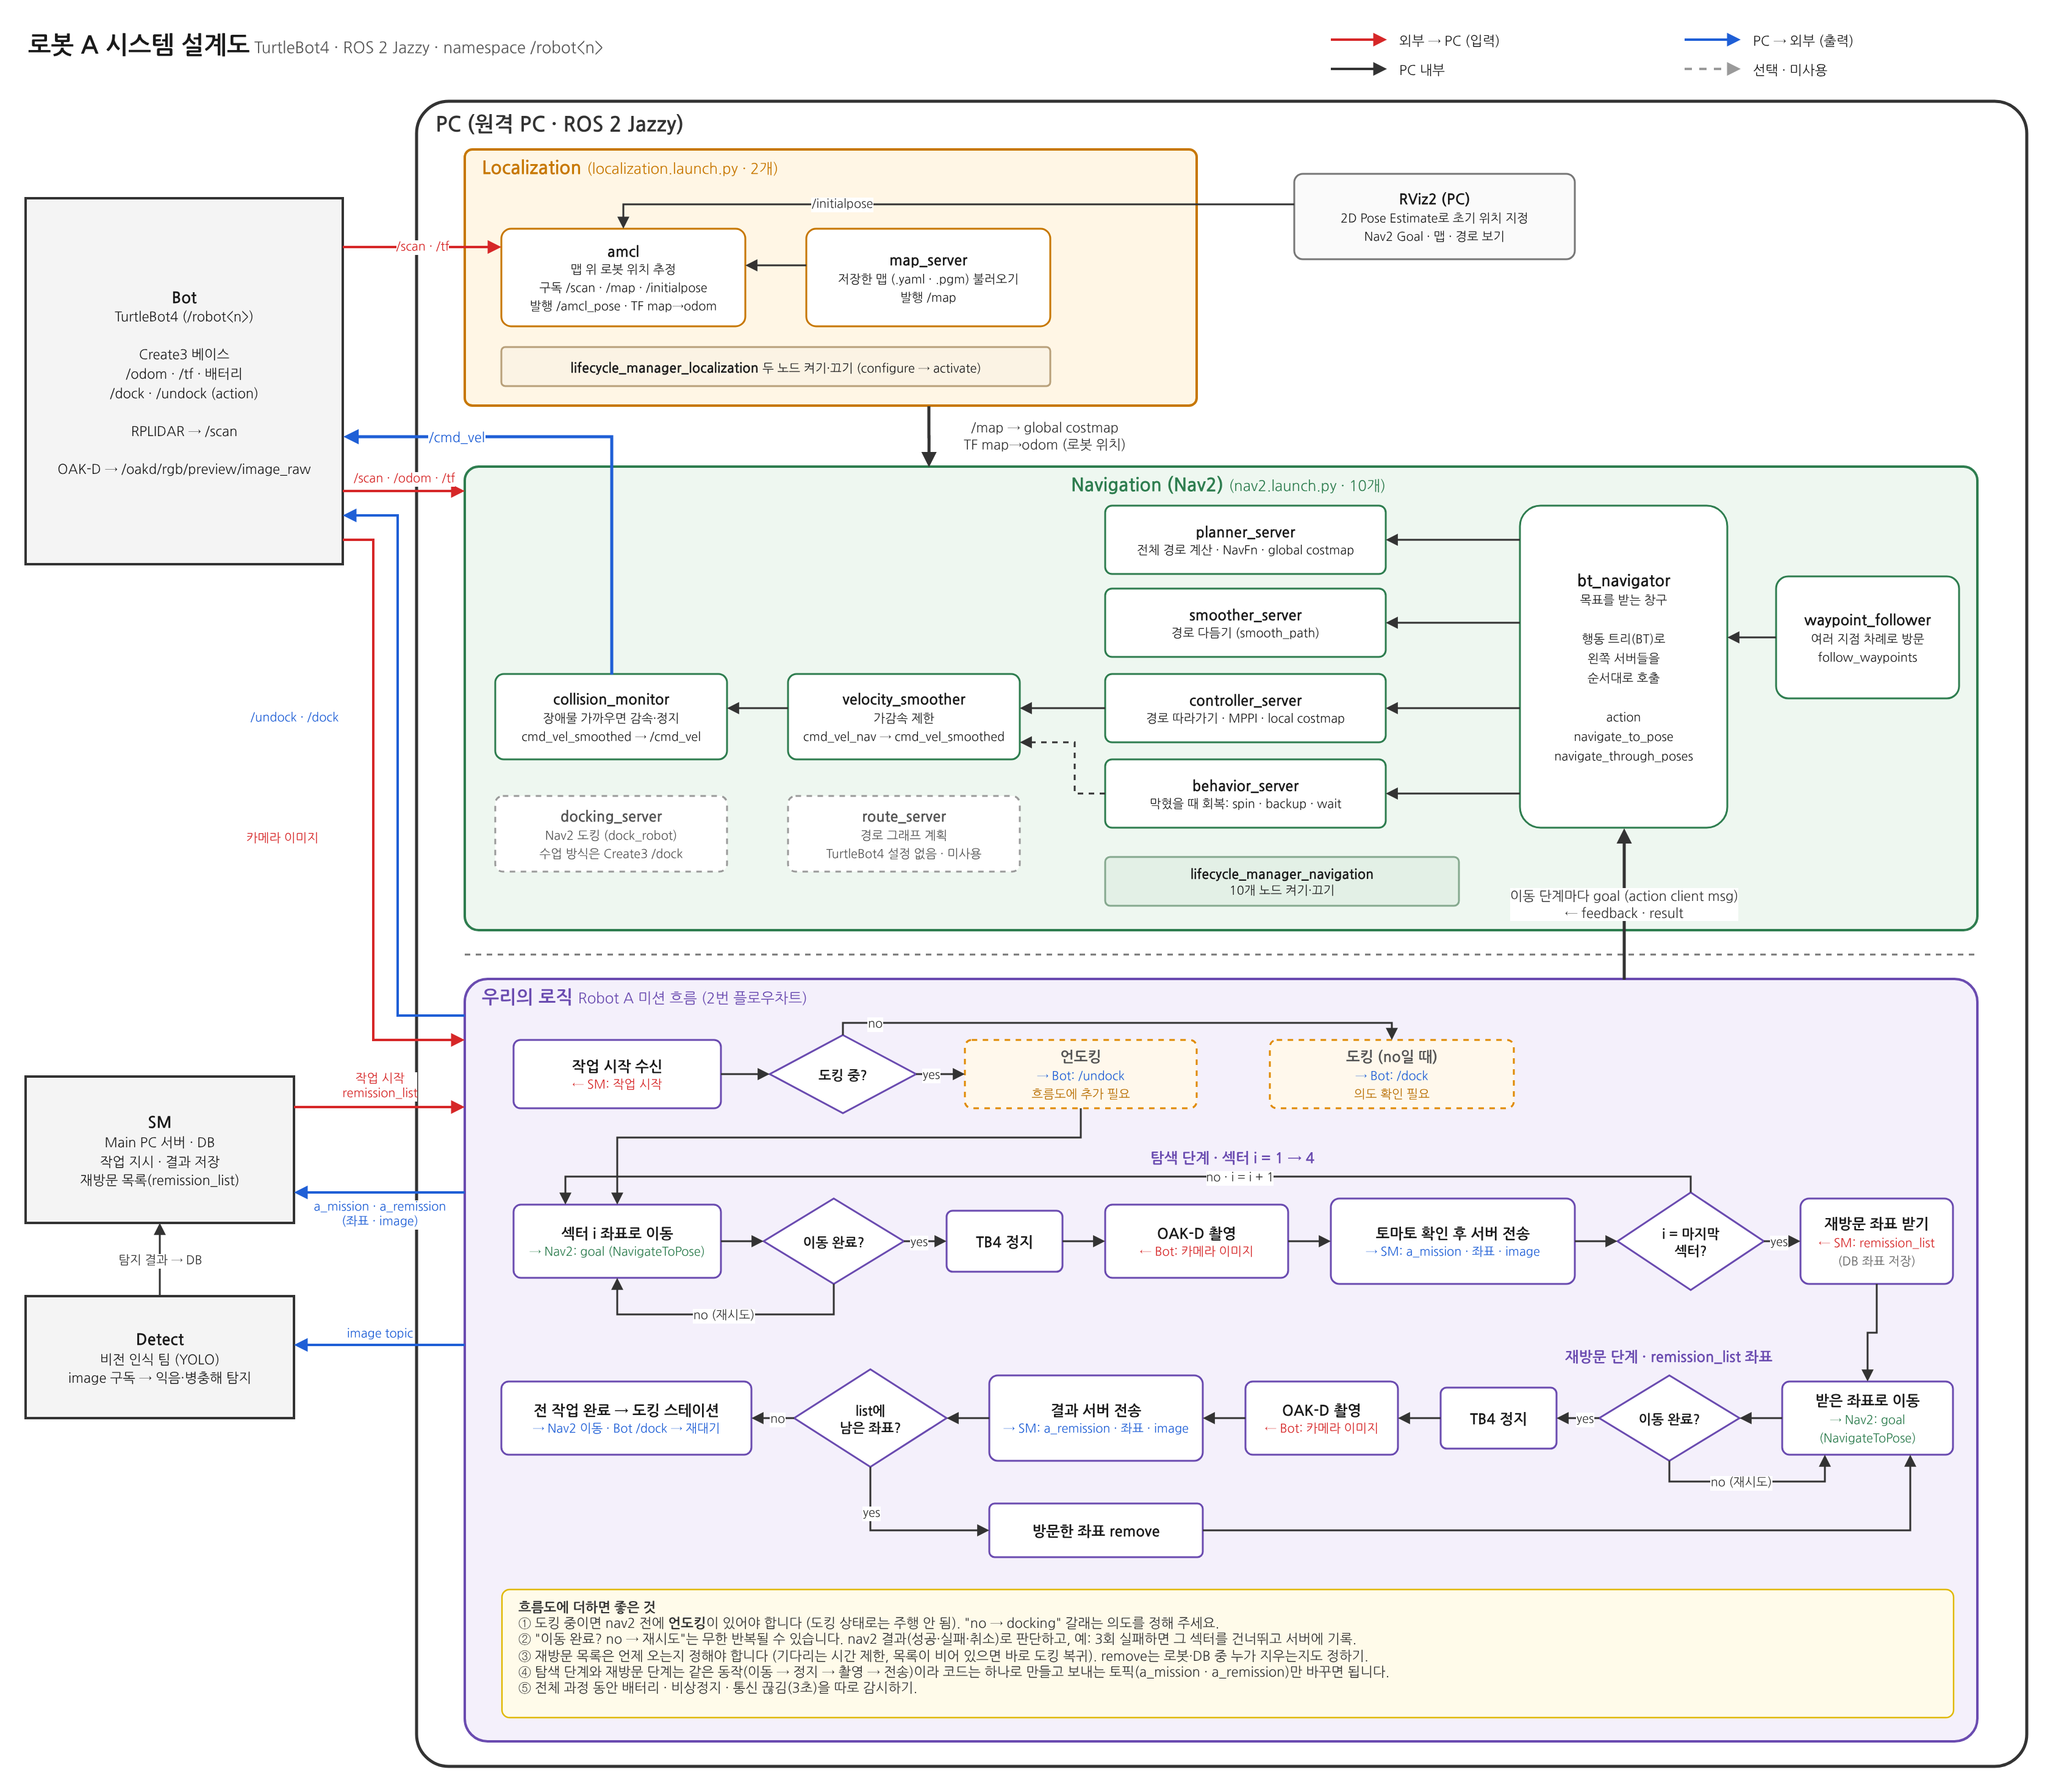 로봇 A 시스템 설계도 TurtleBot4 · ROS 2 Jazzy · namespace /robot<n>
외부 → PC (입력)
PC → 외부 (출력)
PC 내부
선택 · 미사용
PC (원격 PC · ROS 2 Jazzy)
Localization (localization.launch.py · 2개)
/initialpose
RViz2 (PC)
2D Pose Estimate로 초기 위치 지정
Nav2 Goal · 맵 · 경로 보기
/scan · /tf
amcl
맵 위 로봇 위치 추정
구독 /scan · /map · /initialpose
발행 /amcl_pose · TF map→odom
map_server
저장한 맵 (.yaml · .pgm) 불러오기
발행 /map
lifecycle_manager_localization 두 노드 켜기·끄기 (configure → activate)
Bot
TurtleBot4 (/robot<n>)
Create3 베이스
/odom · /tf · 배터리
/dock · /undock (action)
RPLIDAR → /scan
OAK-D → /oakd/rgb/preview/image_raw
/cmd_vel
/scan · /odom · /tf
/map → global costmap
TF map→odom (로봇 위치)
Navigation (Nav2) (nav2.launch.py · 10개)
planner_server
전체 경로 계산 · NavFn · global costmap
smoother_server
경로 다듬기 (smooth_path)
controller_server
경로 따라가기 · MPPI · local costmap
behavior_server
막혔을 때 회복: spin · backup · wait
bt_navigator
목표를 받는 창구
행동 트리(BT)로
왼쪽 서버들을
순서대로 호출
action
navigate_to_pose
navigate_through_poses
waypoint_follower
여러 지점 차례로 방문
follow_waypoints
collision_monitor
장애물 가까우면 감속·정지
cmd_vel_smoothed → /cmd_vel
velocity_smoother
가감속 제한
cmd_vel_nav → cmd_vel_smoothed
docking_server
Nav2 도킹 (dock_robot)
수업 방식은 Create3 /dock
route_server
경로 그래프 계획
TurtleBot4 설정 없음 · 미사용
lifecycle_manager_navigation
10개 노드 켜기·끄기
이동 단계마다 goal (action client msg)
← feedback · result
/undock · /dock
카메라 이미지
우리의 로직 Robot A 미션 흐름 (2번 플로우차트)
작업 시작 수신
← SM: 작업 시작
도킹 중?
no
yes
언도킹
→ Bot: /undock
흐름도에 추가 필요
도킹 (no일 때)
→ Bot: /dock
의도 확인 필요
작업 시작
remission_list
SM
Main PC 서버 · DB
작업 지시 · 결과 저장
재방문 목록(remission_list)
a_mission · a_remission
(좌표 · image)
탐지 결과 → DB
Detect
비전 인식 팀 (YOLO)
image 구독 → 익음·병충해 탐지
image topic
탐색 단계 · 섹터 i = 1 → 4
no · i = i + 1
섹터 i 좌표로 이동
→ Nav2: goal (NavigateToPose)
이동 완료?
yes
TB4 정지
OAK-D 촬영
← Bot: 카메라 이미지
토마토 확인 후 서버 전송
→ SM: a_mission · 좌표 · image
i = 마지막
섹터?
yes
재방문 좌표 받기
← SM: remission_list
(DB 좌표 저장)
no (재시도)
재방문 단계 · remission_list 좌표
전 작업 완료 → 도킹 스테이션
→ Nav2 이동 · Bot /dock → 재대기
no
list에
남은 좌표?
결과 서버 전송
→ SM: a_remission · 좌표 · image
OAK-D 촬영
← Bot: 카메라 이미지
TB4 정지
yes
이동 완료?
받은 좌표로 이동
→ Nav2: goal
(NavigateToPose)
no (재시도)
yes
방문한 좌표 remove
흐름도에 더하면 좋은 것
① 도킹 중이면 nav2 전에 언도킹이 있어야 합니다 (도킹 상태로는 주행 안 됨). "no → docking" 갈래는 의도를 정해 주세요.
② "이동 완료? no → 재시도"는 무한 반복될 수 있습니다. nav2 결과(성공·실패·취소)로 판단하고, 예: 3회 실패하면 그 섹터를 건너뛰고 서버에 기록.
③ 재방문 목록은 언제 오는지 정해야 합니다 (기다리는 시간 제한, 목록이 비어 있으면 바로 도킹 복귀). remove는 로봇·DB 중 누가 지우는지도 정하기.
④ 탐색 단계와 재방문 단계는 같은 동작(이동 → 정지 → 촬영 → 전송)이라 코드는 하나로 만들고 보내는 토픽(a_mission · a_remission)만 바꾸면 됩니다.
⑤ 전체 과정 동안 배터리 · 비상정지 · 통신 끊김(3초)을 따로 감시하기.